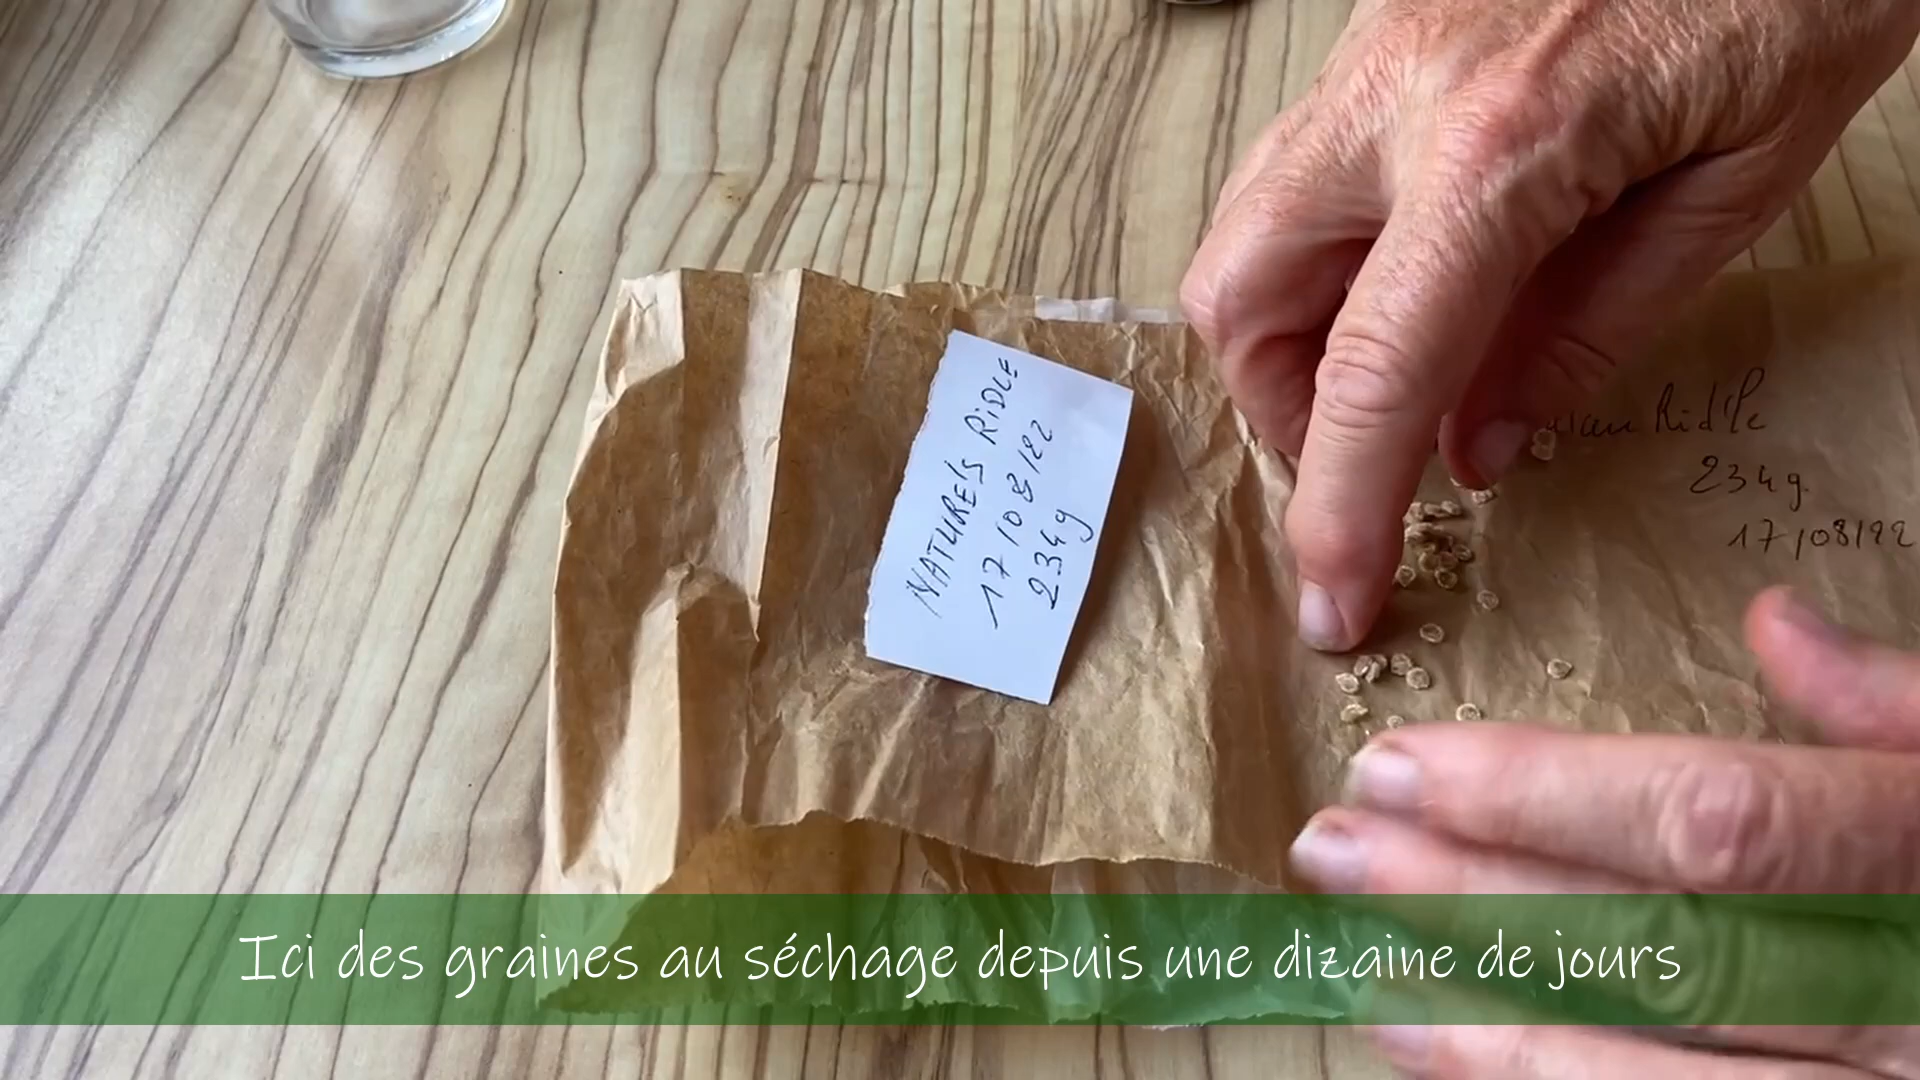 NATURE'S RIDLE
17/08/22
234g
Ridlle
234g.
17/08/22
Ici des graines au séchage depuis une dizaine de jours